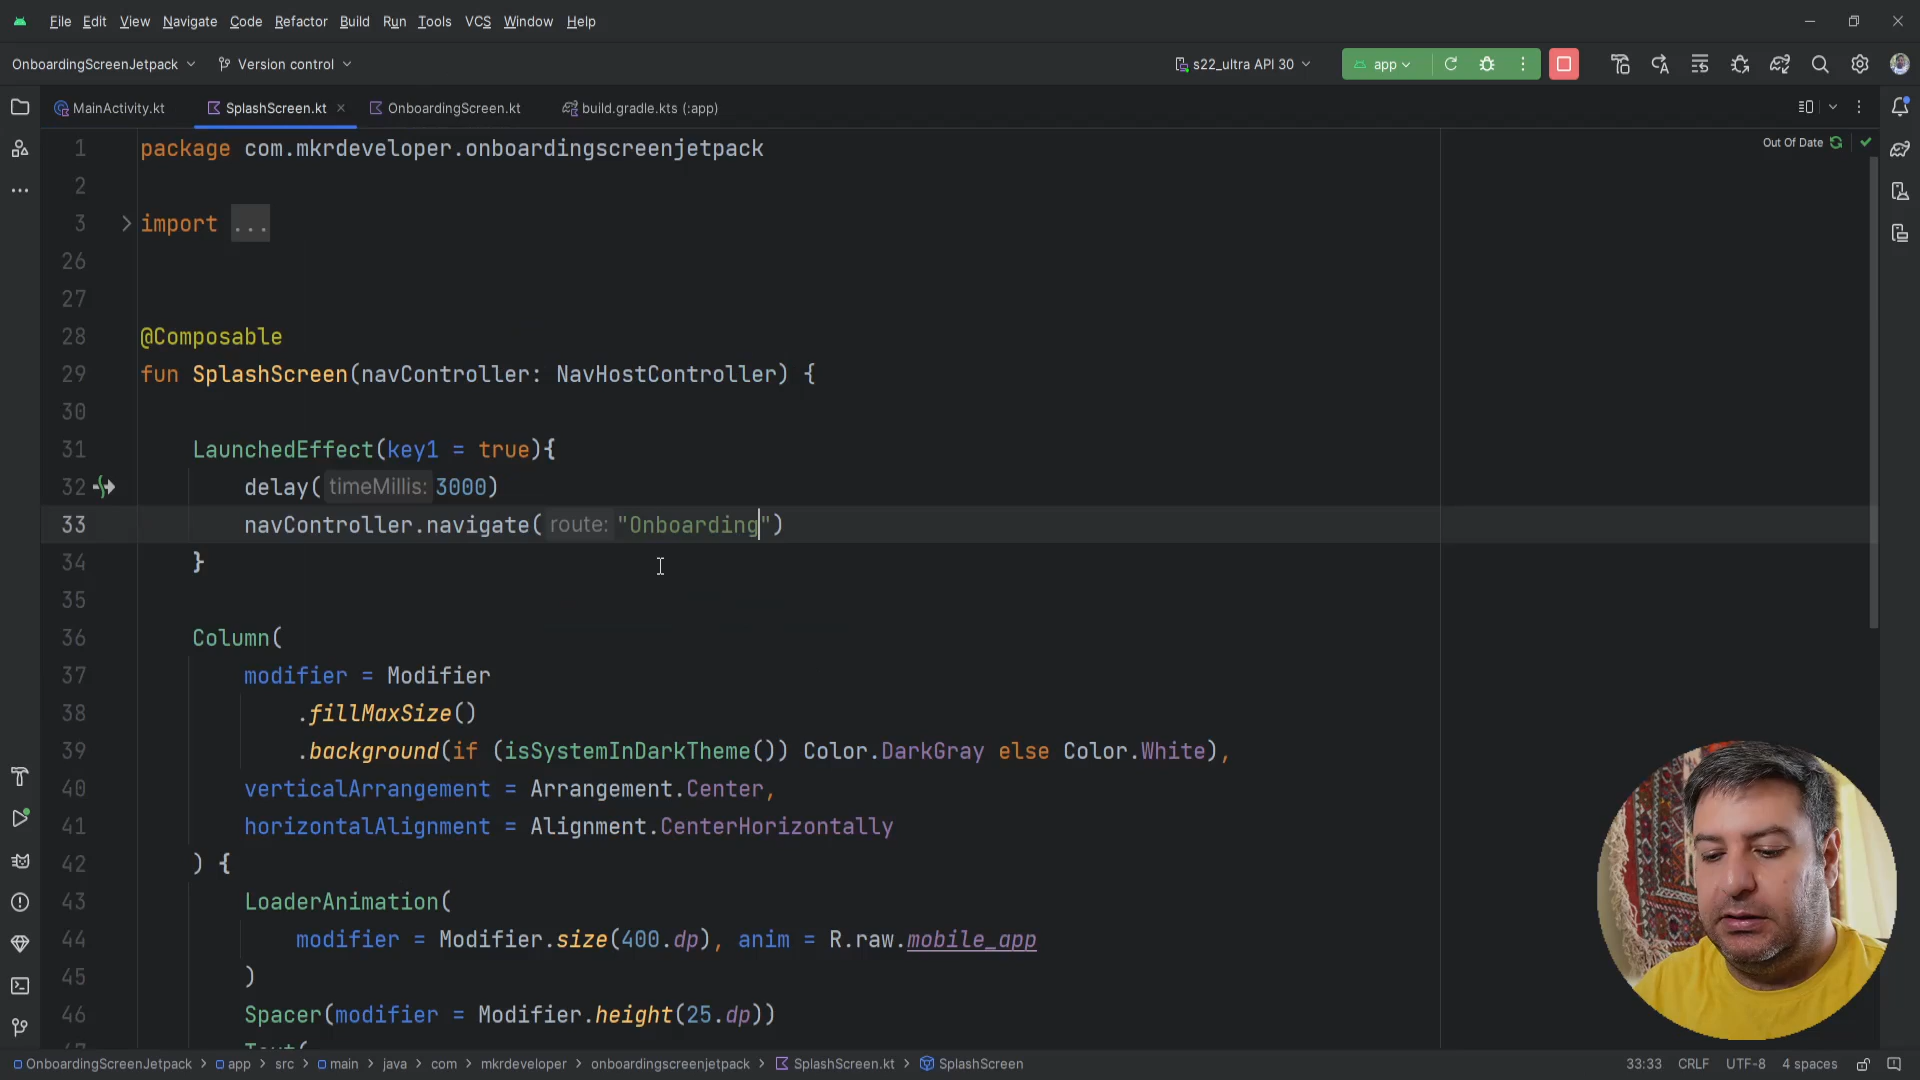 File Edit View Navigate Code Refactor Build Run Tools VCS Window Help
OnboardingScreenJetpack Version control s22_ultra API 30 app
MainActivity.kt SplashScreen.kt OnboardingScreen.kt build.gradle.kts (:app)
Out Of Date
1 package com.mkrdeveloper.onboardingscreenjetpack
2
3 import ...
26
27
28 @Composable
29 fun SplashScreen(navController: NavHostController) {
30
31 LaunchedEffect(key1 = true){
32 delay( timeMillis: 3000)
33 navController.navigate( route: "Onboarding")
34 }
35
36 Column(
37 modifier = Modifier
38 .fillMaxSize()
39 .background(if (isSystemInDarkTheme()) Color.DarkGray else Color.White),
40 verticalArrangement = Arrangement.Center,
41 horizontalAlignment = Alignment.CenterHorizontally
42 ) {
43 LoaderAnimation(
44 modifier = Modifier.size(400.dp), anim = R.raw.mobile_app
45 )
46 Spacer(modifier = Modifier.height(25.dp))
47 Text(
OnboardingScreenJetpack > app > src > main > java > com > mkrdeveloper > onboardingscreenjetpack > SplashScreen.kt > SplashScreen 33:33 CRLF UTF-8 4 spaces